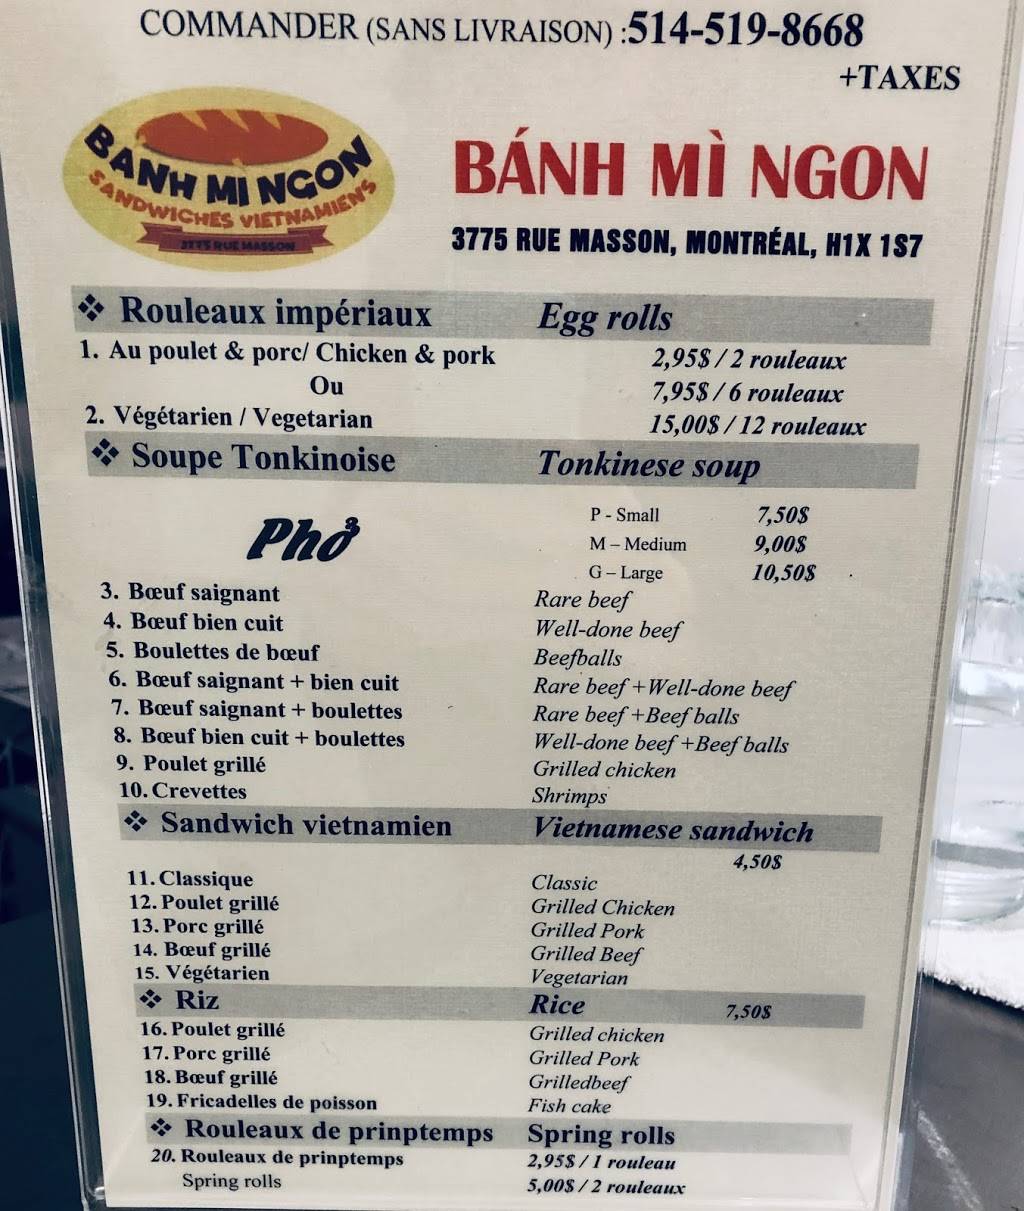 COMMANDER (SANS LIVRAISON) :514-519-8668
+TAXES
BANH MI NGON
SANDWICHES VIETNAMIENS
3775 RUE MASSON
BÁNH MÌ NGON
3775 RUE MASSON, MONTRÉAL, H1X 1S7
❖ Rouleaux impériaux Egg rolls
1. Au poulet & porc/ Chicken & pork 2,95$ / 2 rouleaux
Ou 7,95$ / 6 rouleaux
2. Végétarien / Vegetarian 15,00$ / 12 rouleaux
❖ Soupe Tonkinoise Tonkinese soup
Phở
P - Small 7,50$
M – Medium 9,00$
G – Large 10,50$
3. Bœuf saignant Rare beef
4. Bœuf bien cuit Well-done beef
5. Boulettes de bœuf Beefballs
6. Bœuf saignant + bien cuit Rare beef +Well-done beef
7. Bœuf saignant + boulettes Rare beef +Beef balls
8. Bœuf bien cuit + boulettes Well-done beef +Beef balls
9. Poulet grillé Grilled chicken
10. Crevettes Shrimps
❖ Sandwich vietnamien Vietnamese sandwich
4,50$
11. Classique Classic
12. Poulet grillé Grilled Chicken
13. Porc grillé Grilled Pork
14. Bœuf grillé Grilled Beef
15. Végétarien Vegetarian
❖ Riz Rice 7,50$
16. Poulet grillé Grilled chicken
17. Porc grillé Grilled Pork
18. Bœuf grillé Grilledbeef
19. Fricadelles de poisson Fish cake
❖ Rouleaux de prinptemps Spring rolls
20. Rouleaux de prinptemps 2,95$ / 1 rouleau
Spring rolls 5,00$ / 2 rouleaux